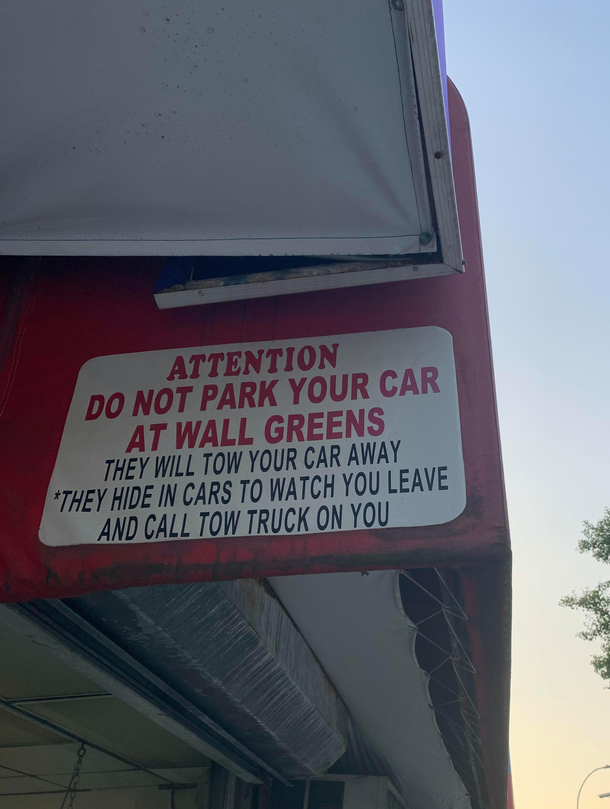 ATTENTION
DO NOT PARK YOUR CAR
AT WALL GREENS
THEY WILL TOW YOUR CAR AWAY
*THEY HIDE IN CARS TO WATCH YOU LEAVE
AND CALL TOW TRUCK ON YOU